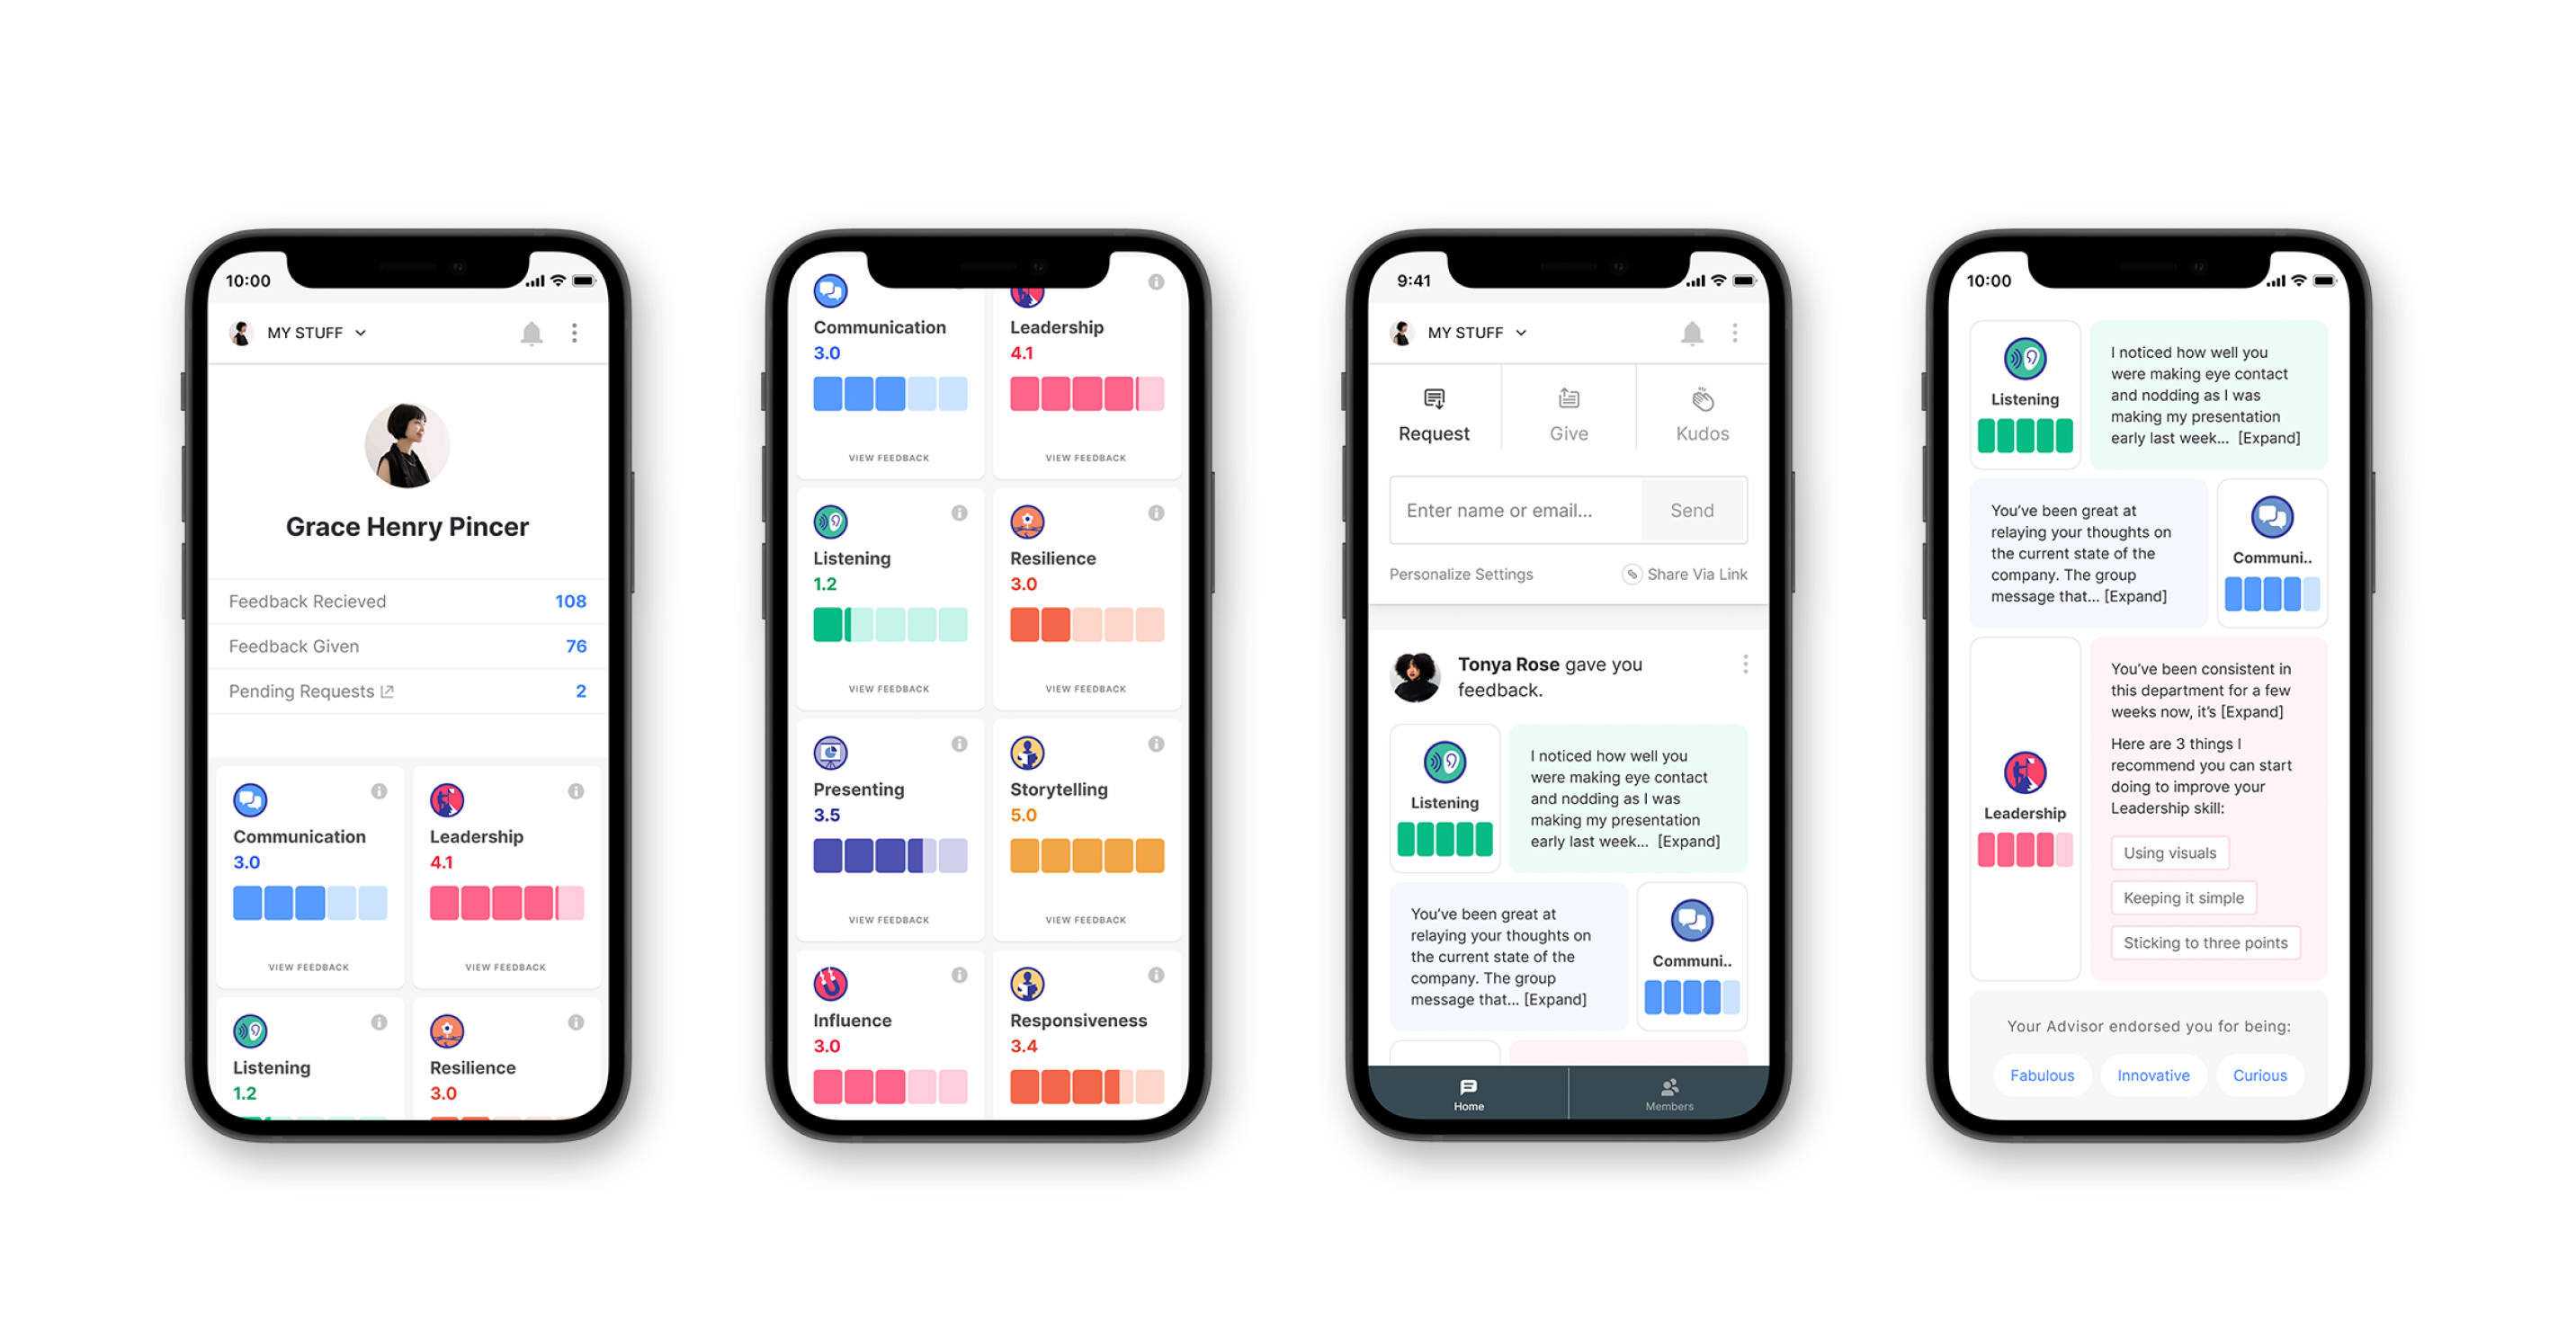 10:00
MY STUFF
Grace Henry Pincer
Feedback Recieved 108
Feedback Given 76
Pending Requests 2
Communication
3.0
VIEW FEEDBACK
Leadership
4.1
VIEW FEEDBACK
Listening
1.2
Resilience
3.0
Communication
3.0
VIEW FEEDBACK
Leadership
4.1
VIEW FEEDBACK
Listening
1.2
VIEW FEEDBACK
Resilience
3.0
VIEW FEEDBACK
Presenting
3.5
VIEW FEEDBACK
Storytelling
5.0
VIEW FEEDBACK
Influence
3.0
Responsiveness
3.4
9:41
MY STUFF
Request
Give
Kudos
Enter name or email...
Send
Personalize Settings
Share Via Link
Tonya Rose gave you
feedback.
Listening
I noticed how well you
were making eye contact
and nodding as I was
making my presentation
early last week... [Expand]
You’ve been great at
relaying your thoughts on
the current state of the
company. The group
message that... [Expand]
Communi..
Home
Members
10:00
Listening
I noticed how well you
were making eye contact
and nodding as I was
making my presentation
early last week... [Expand]
You’ve been great at
relaying your thoughts on
the current state of the
company. The group
message that... [Expand]
Communi..
Leadership
You’ve been consistent in
this department for a few
weeks now, it’s [Expand]
Here are 3 things I
recommend you can start
doing to improve your
Leadership skill:
Using visuals
Keeping it simple
Sticking to three points
Your Advisor endorsed you for being:
Fabulous
Innovative
Curious